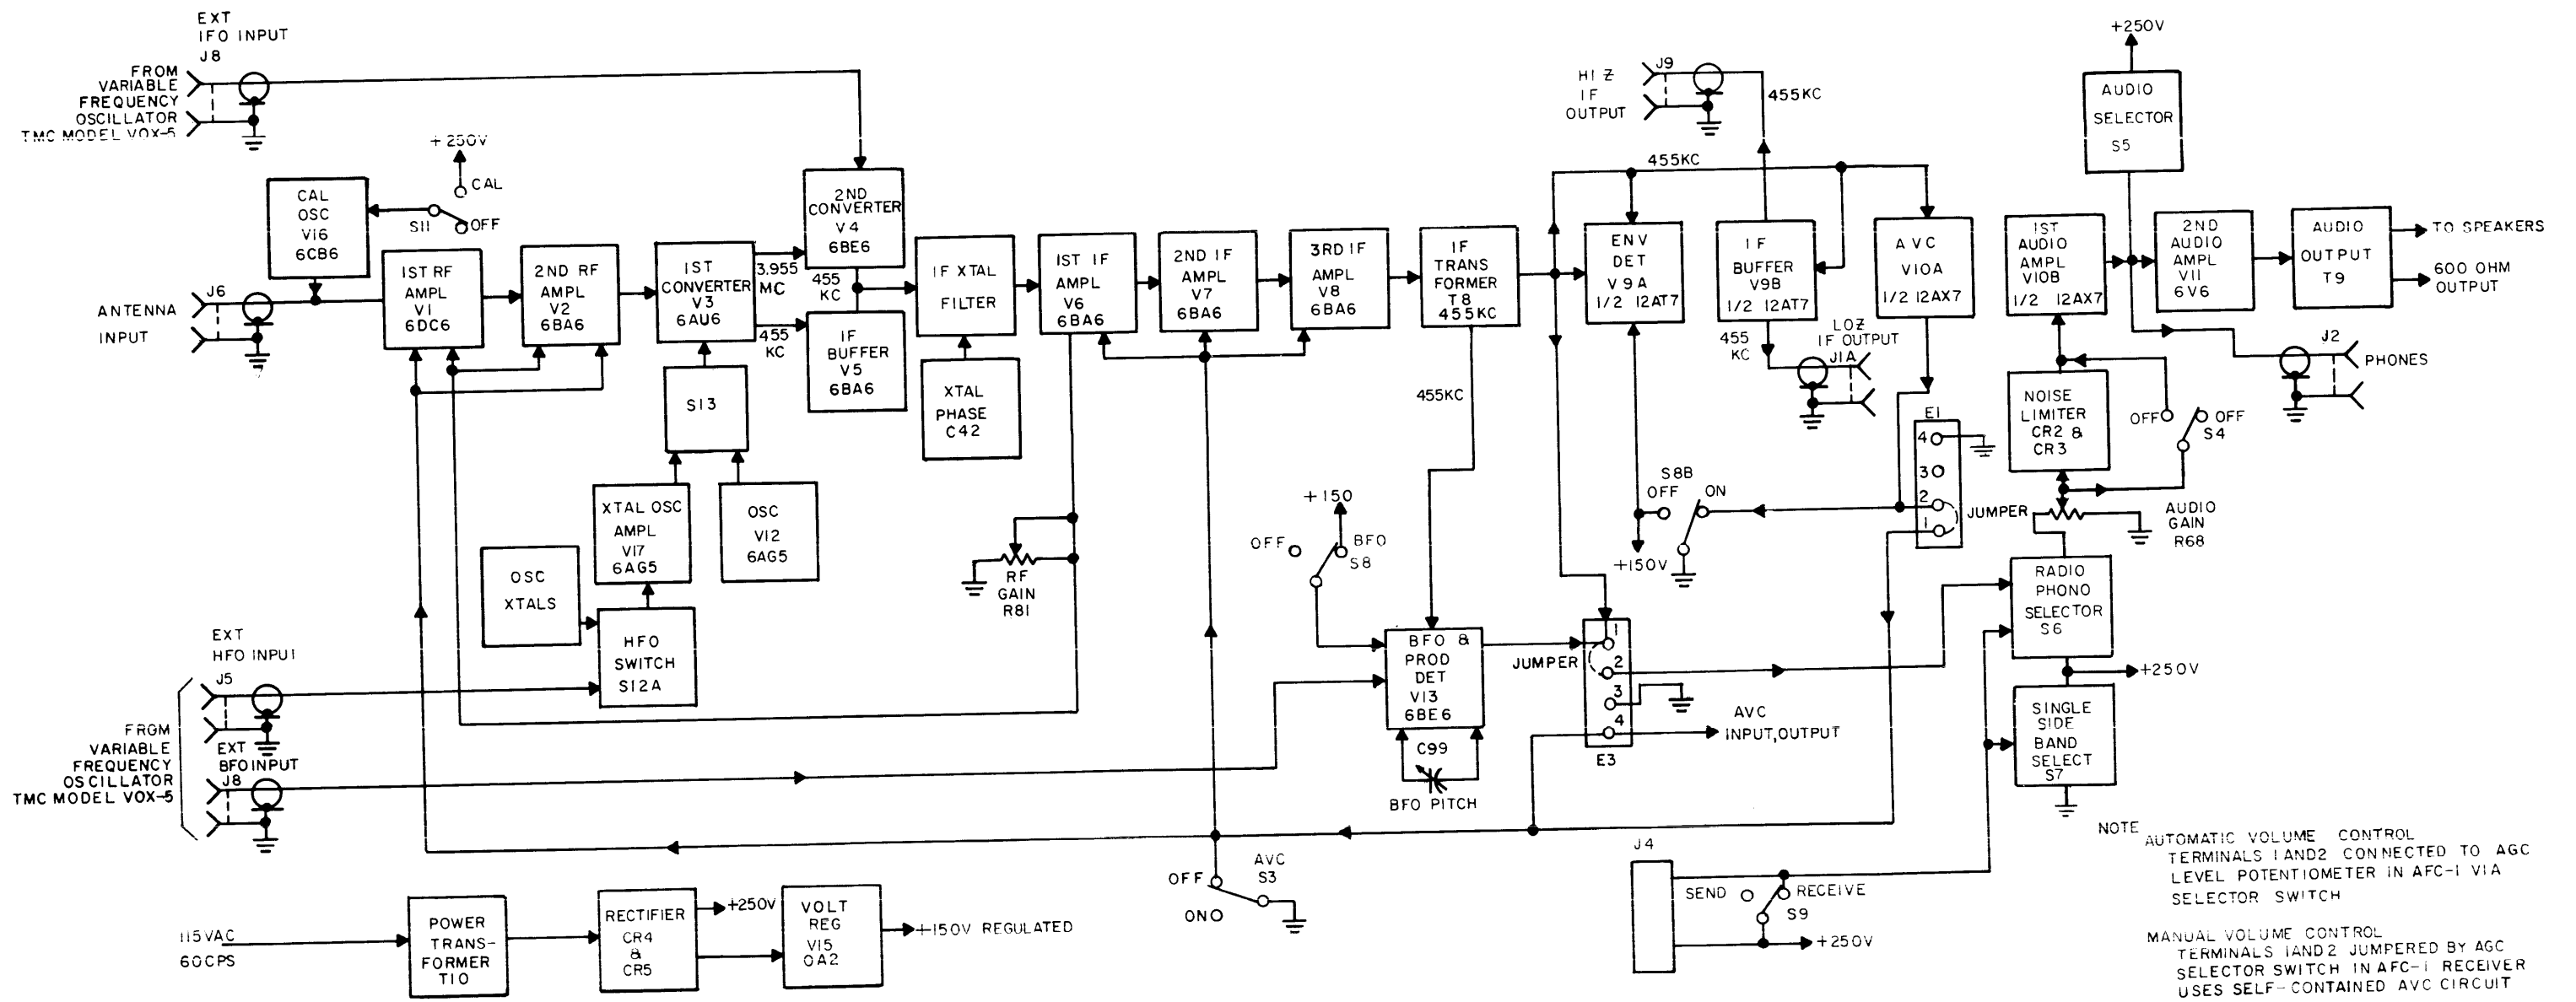 EXT
IFO INPUT
J8
FROM
VARIABLE
FREQUENCY
OSCILLATOR
TMC MODEL VOX-5
+250V
CAL
OFF
S11
CAL
OSC
V16
6CB6
ANTENNA
INPUT
J6
1ST RF
AMPL
V1
6DC6
2ND RF
AMPL
V2
6BA6
1ST
CONVERTER
V3
6AU6
3.955
MC
455
KC
2ND
CONVERTER
V4
6BE6
455
KC
IF
BUFFER
V5
6BA6
IF XTAL
FILTER
XTAL
PHASE
C42
1ST IF
AMPL
V6
6BA6
2ND IF
AMPL
V7
6BA6
3RD IF
AMPL
V8
6BA6
IF
TRANS
FORMER
T8
455KC
455KC
HI Z
IF
OUTPUT
J9
455KC
455KC
ENV
DET
V9A
1/2 12AT7
IF
BUFFER
V9B
1/2 12AT7
AVC
V10A
1/2 12AX7
455
KC
LOZ
IF OUTPUT
J1A
+250V
AUDIO
SELECTOR
S5
1ST
AUDIO
AMPL
V10B
1/2 12AX7
2ND
AUDIO
AMPL
V11
6V6
AUDIO
OUTPUT
T9
TO SPEAKERS
600 OHM
OUTPUT
J2
PHONES
NOISE
LIMITER
CR2 &
CR3
OFF
OFF
S4
E1
4
3
2
1
JUMPER
AUDIO
GAIN
R68
S13
XTAL OSC
AMPL
V17
6AG5
OSC
V12
6AG5
OSC
XTALS
HFO
SWITCH
S12A
RF
GAIN
R81
+150
OFF
BFO
S8
S8B
OFF
ON
+150V
RADIO
PHONO
SELECTOR
S6
+250V
SINGLE
SIDE
BAND
SELECT
S7
BFO &
PROD
DET
V13
6BE6
C99
BFO PITCH
JUMPER
1
2
3
4
E3
AVC
INPUT,OUTPUT
EXT
HFO INPUT
J5
FROM
VARIABLE
FREQUENCY
OSCILLATOR
TMC MODEL VOX-5
EXT
BFO INPUT
J8
AVC
S3
OFF
ON
115VAC
60CPS
POWER
TRANS-
FORMER
T10
RECTIFIER
CR4
&
CR5
+250V
VOLT
REG
V15
OA2
+150V REGULATED
J4
SEND
RECEIVE
S9
+250V
NOTE
AUTOMATIC VOLUME CONTROL
TERMINALS 1AND2 CONNECTED TO AGC
LEVEL POTENTIOMETER IN AFC-1 VIA
SELECTOR SWITCH
MANUAL VOLUME CONTROL
TERMINALS 1AND2 JUMPERED BY AGC
SELECTOR SWITCH IN AFC-1 RECEIVER
USES SELF-CONTAINED AVC CIRCUIT